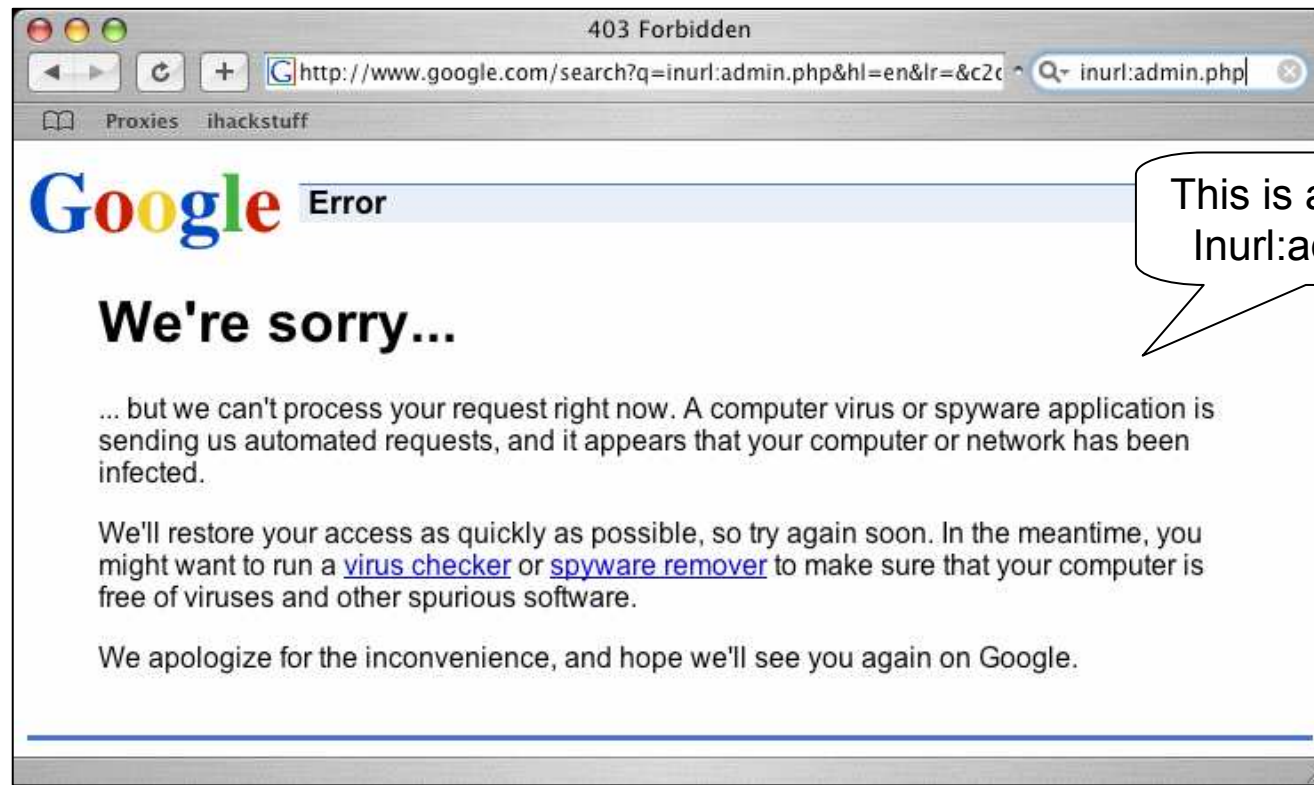 403 Forbidden
http://www.google.com/search?q=inurl:admin.php&hl=en&lr=&c2c inurl:admin.php
Proxies ihackstuff
Google Error
This is a
Inurl:ad
We're sorry...
... but we can't process your request right now. A computer virus or spyware application is
sending us automated requests, and it appears that your computer or network has been
infected.
We'll restore your access as quickly as possible, so try again soon. In the meantime, you
might want to run a virus checker or spyware remover to make sure that your computer is
free of viruses and other spurious software.
We apologize for the inconvenience, and hope we'll see you again on Google.